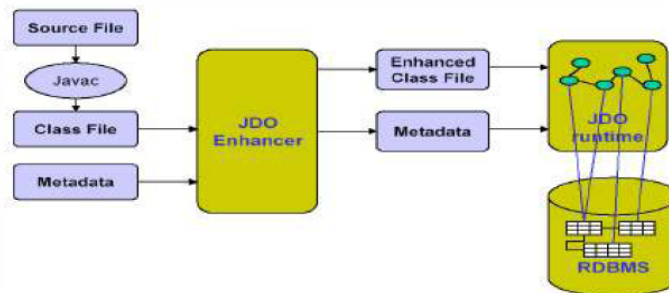 Source File
Javac
Class File
Metadata
JDO
Enhancer
Enhanced
Class File
Metadata
JDO
runtime
RDBMS